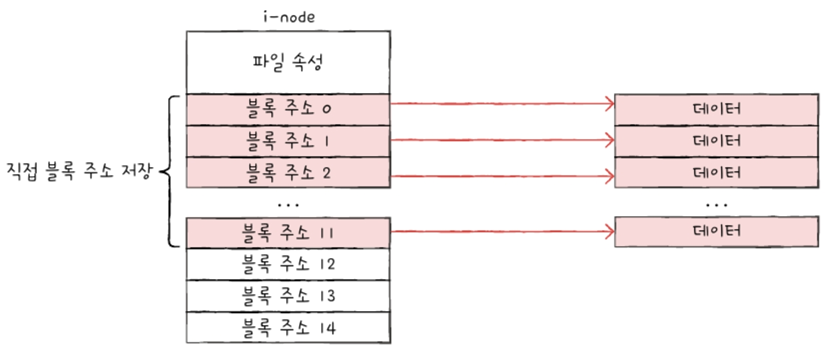 i-node
파일 속성
블록 주소 0
데이터
블록 주소 1
데이터
직접 블록 주소 저장
블록 주소 2
데이터
...
...
블록 주소 11
데이터
블록 주소 12
블록 주소 13
블록 주소 14